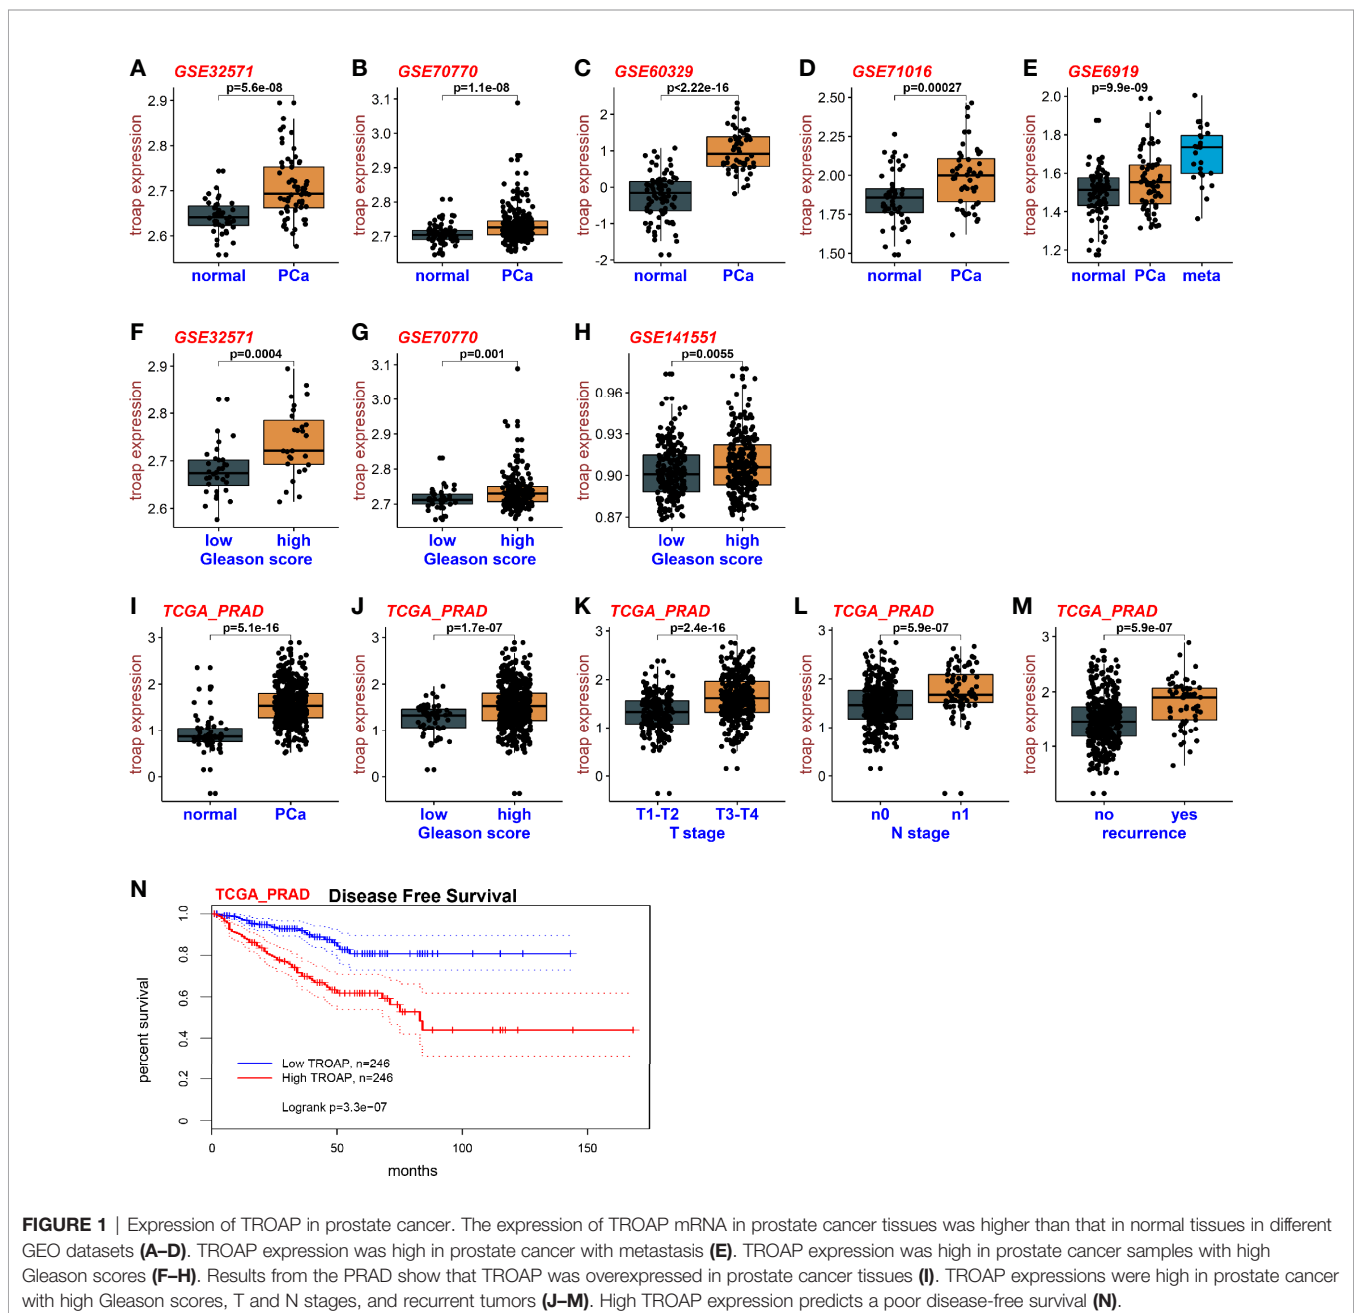 A GSE32571
p=5.6e-08
troap expression
2.9
2.7
2.6
normal PCa
B GSE70770
p=1.1e-08
troap expression
3.1
2.9
2.8
2.7
normal PCa
C GSE60329
p<2.22e-16
troap expression
2
1
0
-1
-2
normal PCa
D GSE71016
p=0.00027
troap expression
2.50
2.25
2.00
1.75
1.50
normal PCa
E GSE6919
p=9.9e-09
troap expression
2.0
1.8
1.6
1.4
1.2
normal PCa meta
F GSE32571
p=0.0004
troap expression
2.9
2.8
2.7
2.6
low high
Gleason score
G GSE70770
p=0.001
troap expression
3.1
2.9
2.8
2.7
low high
Gleason score
H GSE141551
p=0.0055
troap expression
0.96
0.93
0.90
0.87
low high
Gleason score
I TCGA_PRAD
p=5.1e-16
troap expression
3
2
1
0
normal PCa
J TCGA_PRAD
p=1.7e-07
troap expression
3
2
1
0
low high
Gleason score
K TCGA_PRAD
p=2.4e-16
troap expression
3
2
1
0
T1-T2 T3-T4
T stage
L TCGA_PRAD
p=5.9e-07
troap expression
3
2
1
0
n0 n1
N stage
M TCGA_PRAD
p=5.9e-07
troap expression
3
2
1
no yes
recurrence
N TCGA_PRAD Disease Free Survival
percent survival
1.0
0.8
0.6
0.4
0.2
0
Low TROAP, n=246
High TROAP, n=246
Logrank p=3.3e−07
0 50 100 150
months
FIGURE 1 | Expression of TROAP in prostate cancer. The expression of TROAP mRNA in prostate cancer tissues was higher than that in normal tissues in different
GEO datasets (A–D). TROAP expression was high in prostate cancer with metastasis (E). TROAP expression was high in prostate cancer samples with high
Gleason scores (F–H). Results from the PRAD show that TROAP was overexpressed in prostate cancer tissues (I). TROAP expressions were high in prostate cancer
with high Gleason scores, T and N stages, and recurrent tumors (J–M). High TROAP expression predicts a poor disease-free survival (N).